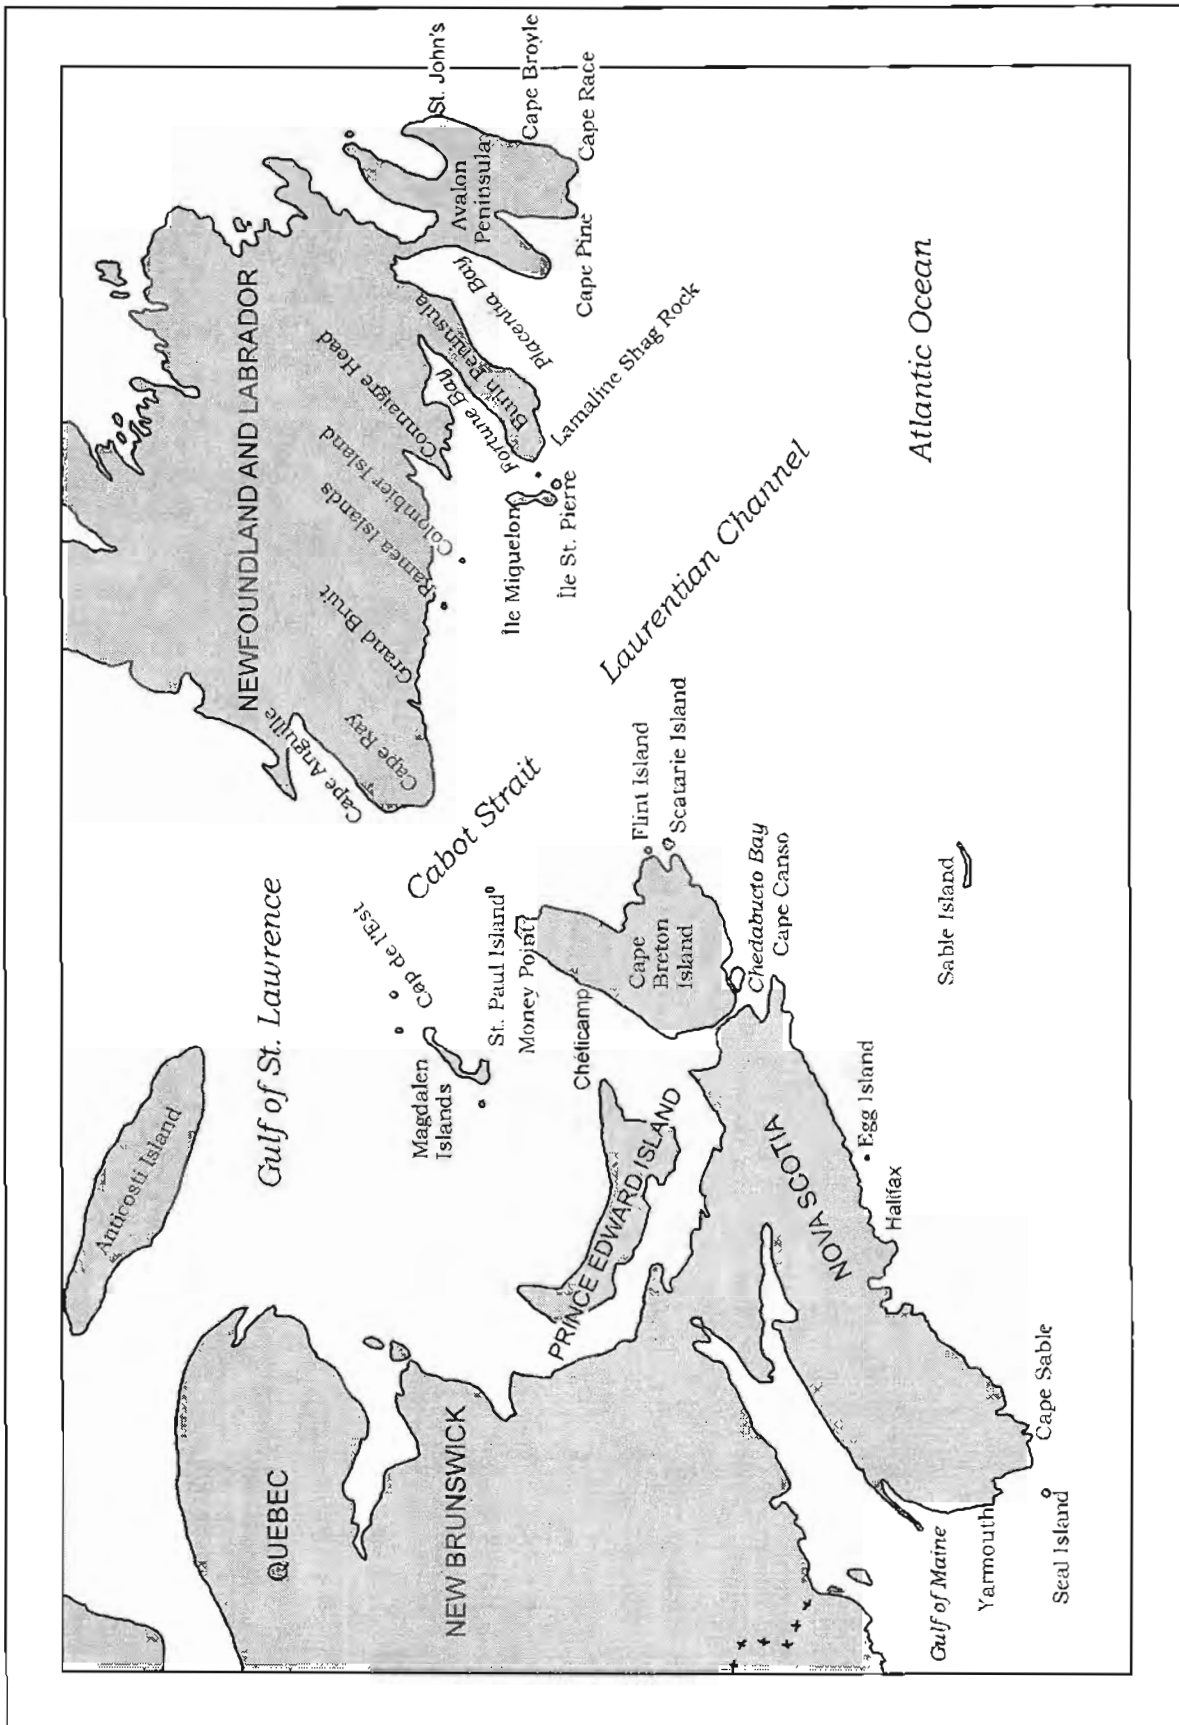 St. John's
Cape Broyle
Cape Race
Avalon
Peninsula
Cape Pine
NEWFOUNDLAND AND LABRADOR
Placentia Bay
Burin Peninsula
Fortune Bay
Connaigre Head
Colombier Island
Ramea Islands
Grand Bruit
Cape Ray
Cape Anguille
Lamaline Shag Rock
Île Miquelon
Île St. Pierre
Atlantic Ocean
Laurentian Channel
Cabot Strait
Gulf of St. Lawrence
Anticosti Island
Cap de l'Est
Magdalen
Islands
St. Paul Island
Money Point
Chéticamp
Cape
Breton
Island
Flint Island
Scatarie Island
Chedabucto Bay
Cape Canso
Sable Island
PRINCE EDWARD ISLAND
NOVA SCOTIA
Egg Island
Halifax
QUEBEC
NEW BRUNSWICK
Gulf of Maine
Yarmouth
Cape Sable
Seal Island